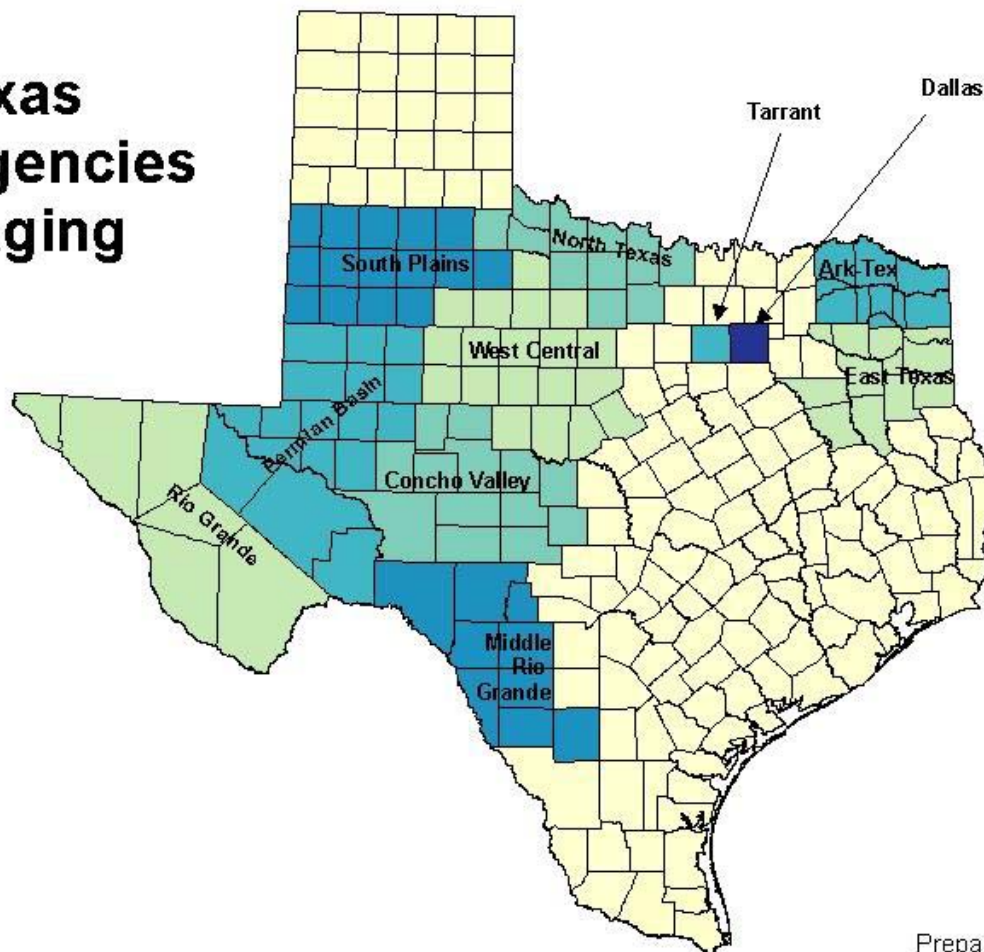 xas
gencies
ging
Dallas
Tarrant
North Texas
South Plains
Ark-Tex
West Central
East Texas
Permian Basin
Concho Valley
Rio Grande
Middle
Rio
Grande
Prepa